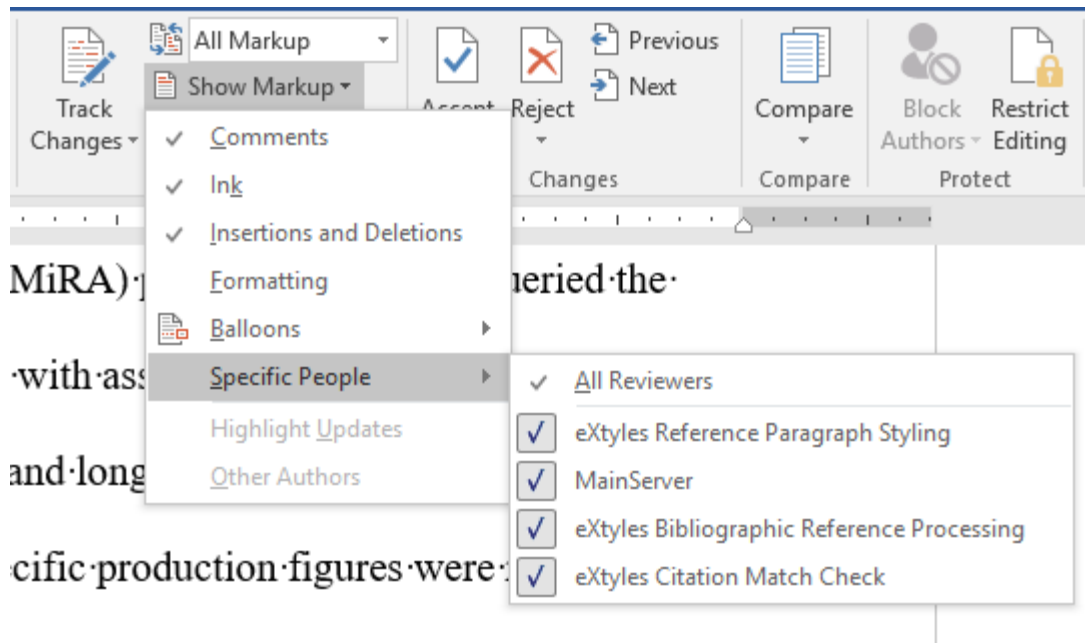 All Markup
Show Markup
Track
Changes
Accent
Reject
Previous
Next
Changes
Compare
Compare
Block
Authors
Restrict
Editing
Protect
Comments
Ink
Insertions and Deletions
Formatting
Balloons
Specific People
Highlight Updates
Other Authors
All Reviewers
eXtyles Reference Paragraph Styling
MainServer
eXtyles Bibliographic Reference Processing
eXtyles Citation Match Check
MiRA)· ueried·the·
·with·ass
and·long
cific·production·figures·were·